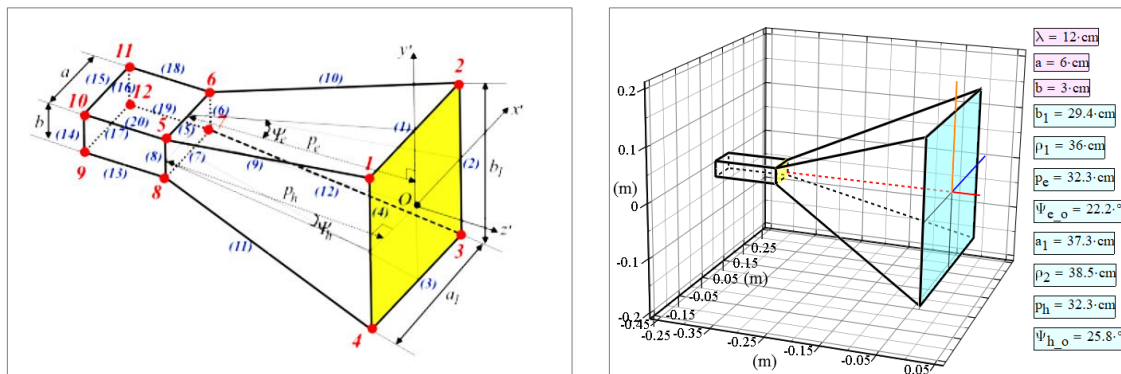 11
(15)
(18)
a
(16)
12
6
(10)
y'
2
x'
10
(19)
(6)
b
(20)
5
(5)
7
Ψe
pe
(1)
(14)
(17)
(8)
(7)
(9)
1
(2)
b1
9
(13)
8
ph
(12)
(4)
O
Ψh
z'
3
(11)
(3)
a1
4
0.2
0.1
(m)
0
-0.1
-0.2
0.25
0.15
0.05
-0.05
-0.15
-0.25
(m)
-0.45
-0.35
-0.25
-0.15
-0.05
0.05
(m)
λ = 12·cm
a = 6·cm
b = 3·cm
b1 = 29.4·cm
ρ1 = 36·cm
pe = 32.3·cm
Ψe_o = 22.2·°
a1 = 37.3·cm
ρ2 = 38.5·cm
ph = 32.3·cm
Ψh_o = 25.8·°